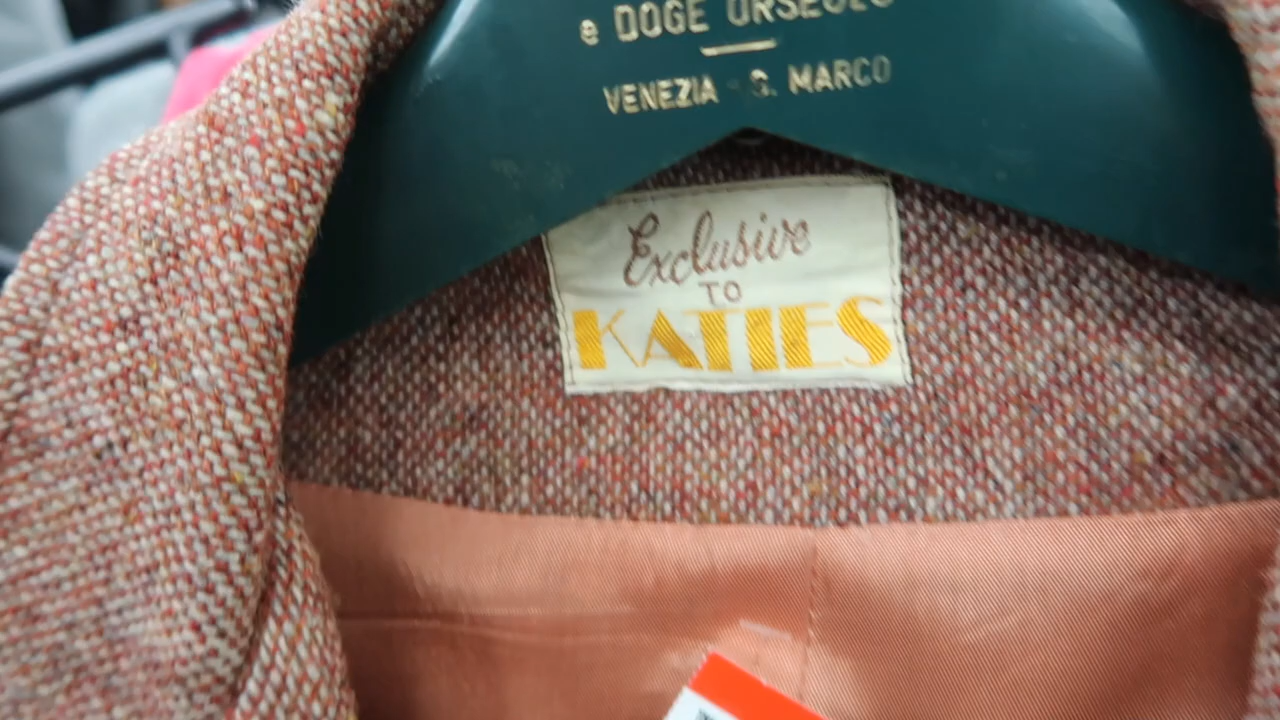 e DOGE ORSEOLO
VENEZIA S. MARCO
Exclusive
TO
KATIES